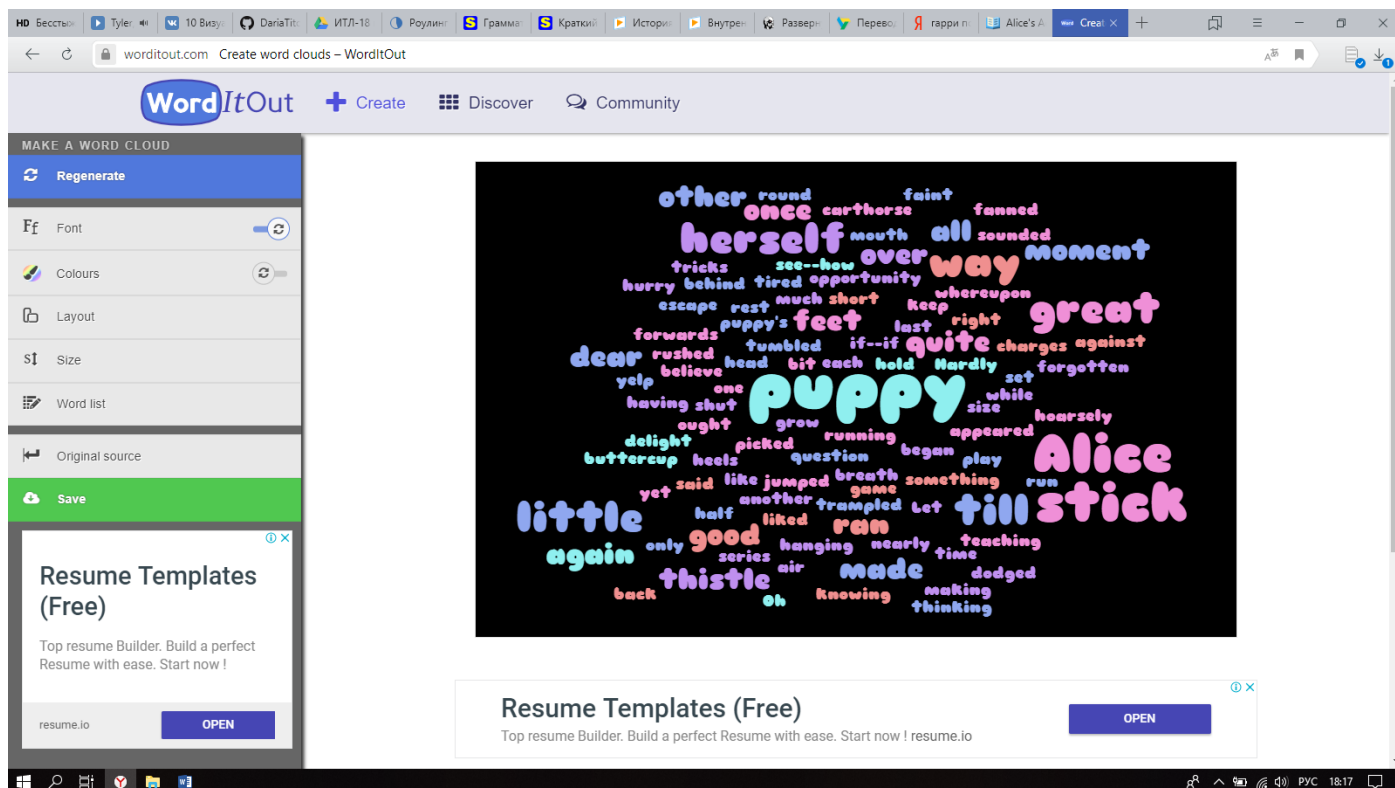 HD Бесстыж Tyler 10 Визуа DariaTito ИТЛ-18 Роулинг Граммат Краткий Истори Внутрен Разверн Перевод гарри п Alice's A Creat
worditout.com Create word clouds – WordItOut
WordItOut Create Discover Community
MAKE A WORD CLOUD
Regenerate
Ff Font
Colours
Layout
Size
Word list
Original source
Save
Resume Templates
(Free)
Top resume Builder. Build a perfect
Resume with ease. Start now !
resume.io OPEN
other round faint
once carthorse fanned
herself mouth all sounded
over way moment
tricks see--how
hurry behind tired opportunity
escape rest much short keep whereupon great
puppy's feet last right
forwards tumbled if--if quite charges against
dear rushed head bit each hold Hardly forgotten
believe
yelp one set
having shut puppy size while
ought grow hoarsely
delight picked running appeared
buttercup heels question began play Alice
yet said like jumped breath something run
half another game trampled Let till stick
little liked ran
again only good hanging nearly time teaching
series air
thistle made dodged
back Oh knowing making
thinking
Resume Templates (Free)
Top resume Builder. Build a perfect Resume with ease. Start now ! resume.io
OPEN
РУС 18:17